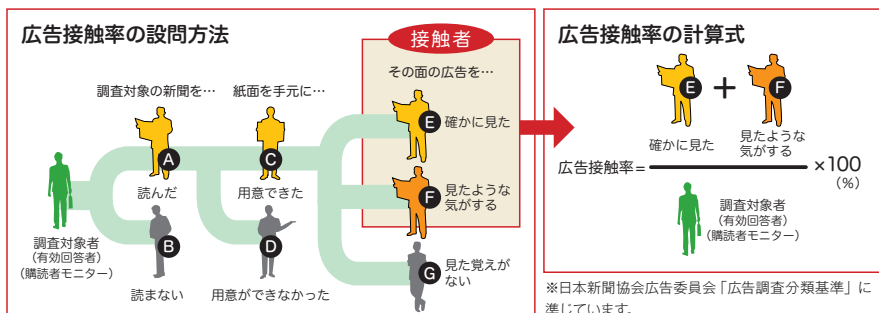 広告接触率の設問方法
接触者
調査対象の新聞を…
紙面を手元に…
その面の広告を…
A
読んだ
B
読まない
C
用意できた
D
用意ができなかった
E
確かに見た
F
見たような
気がする
G
見た覚えが
ない
調査対象者
(有効回答者)
(購読者モニター)
広告接触率の計算式
E
+
F
確かに見た
見たような
気がする
広告接触率=
×100
(%)
調査対象者
(有効回答者)
(購読者モニター)
※日本新聞協会広告委員会「広告調査分類基準」に
準じています。